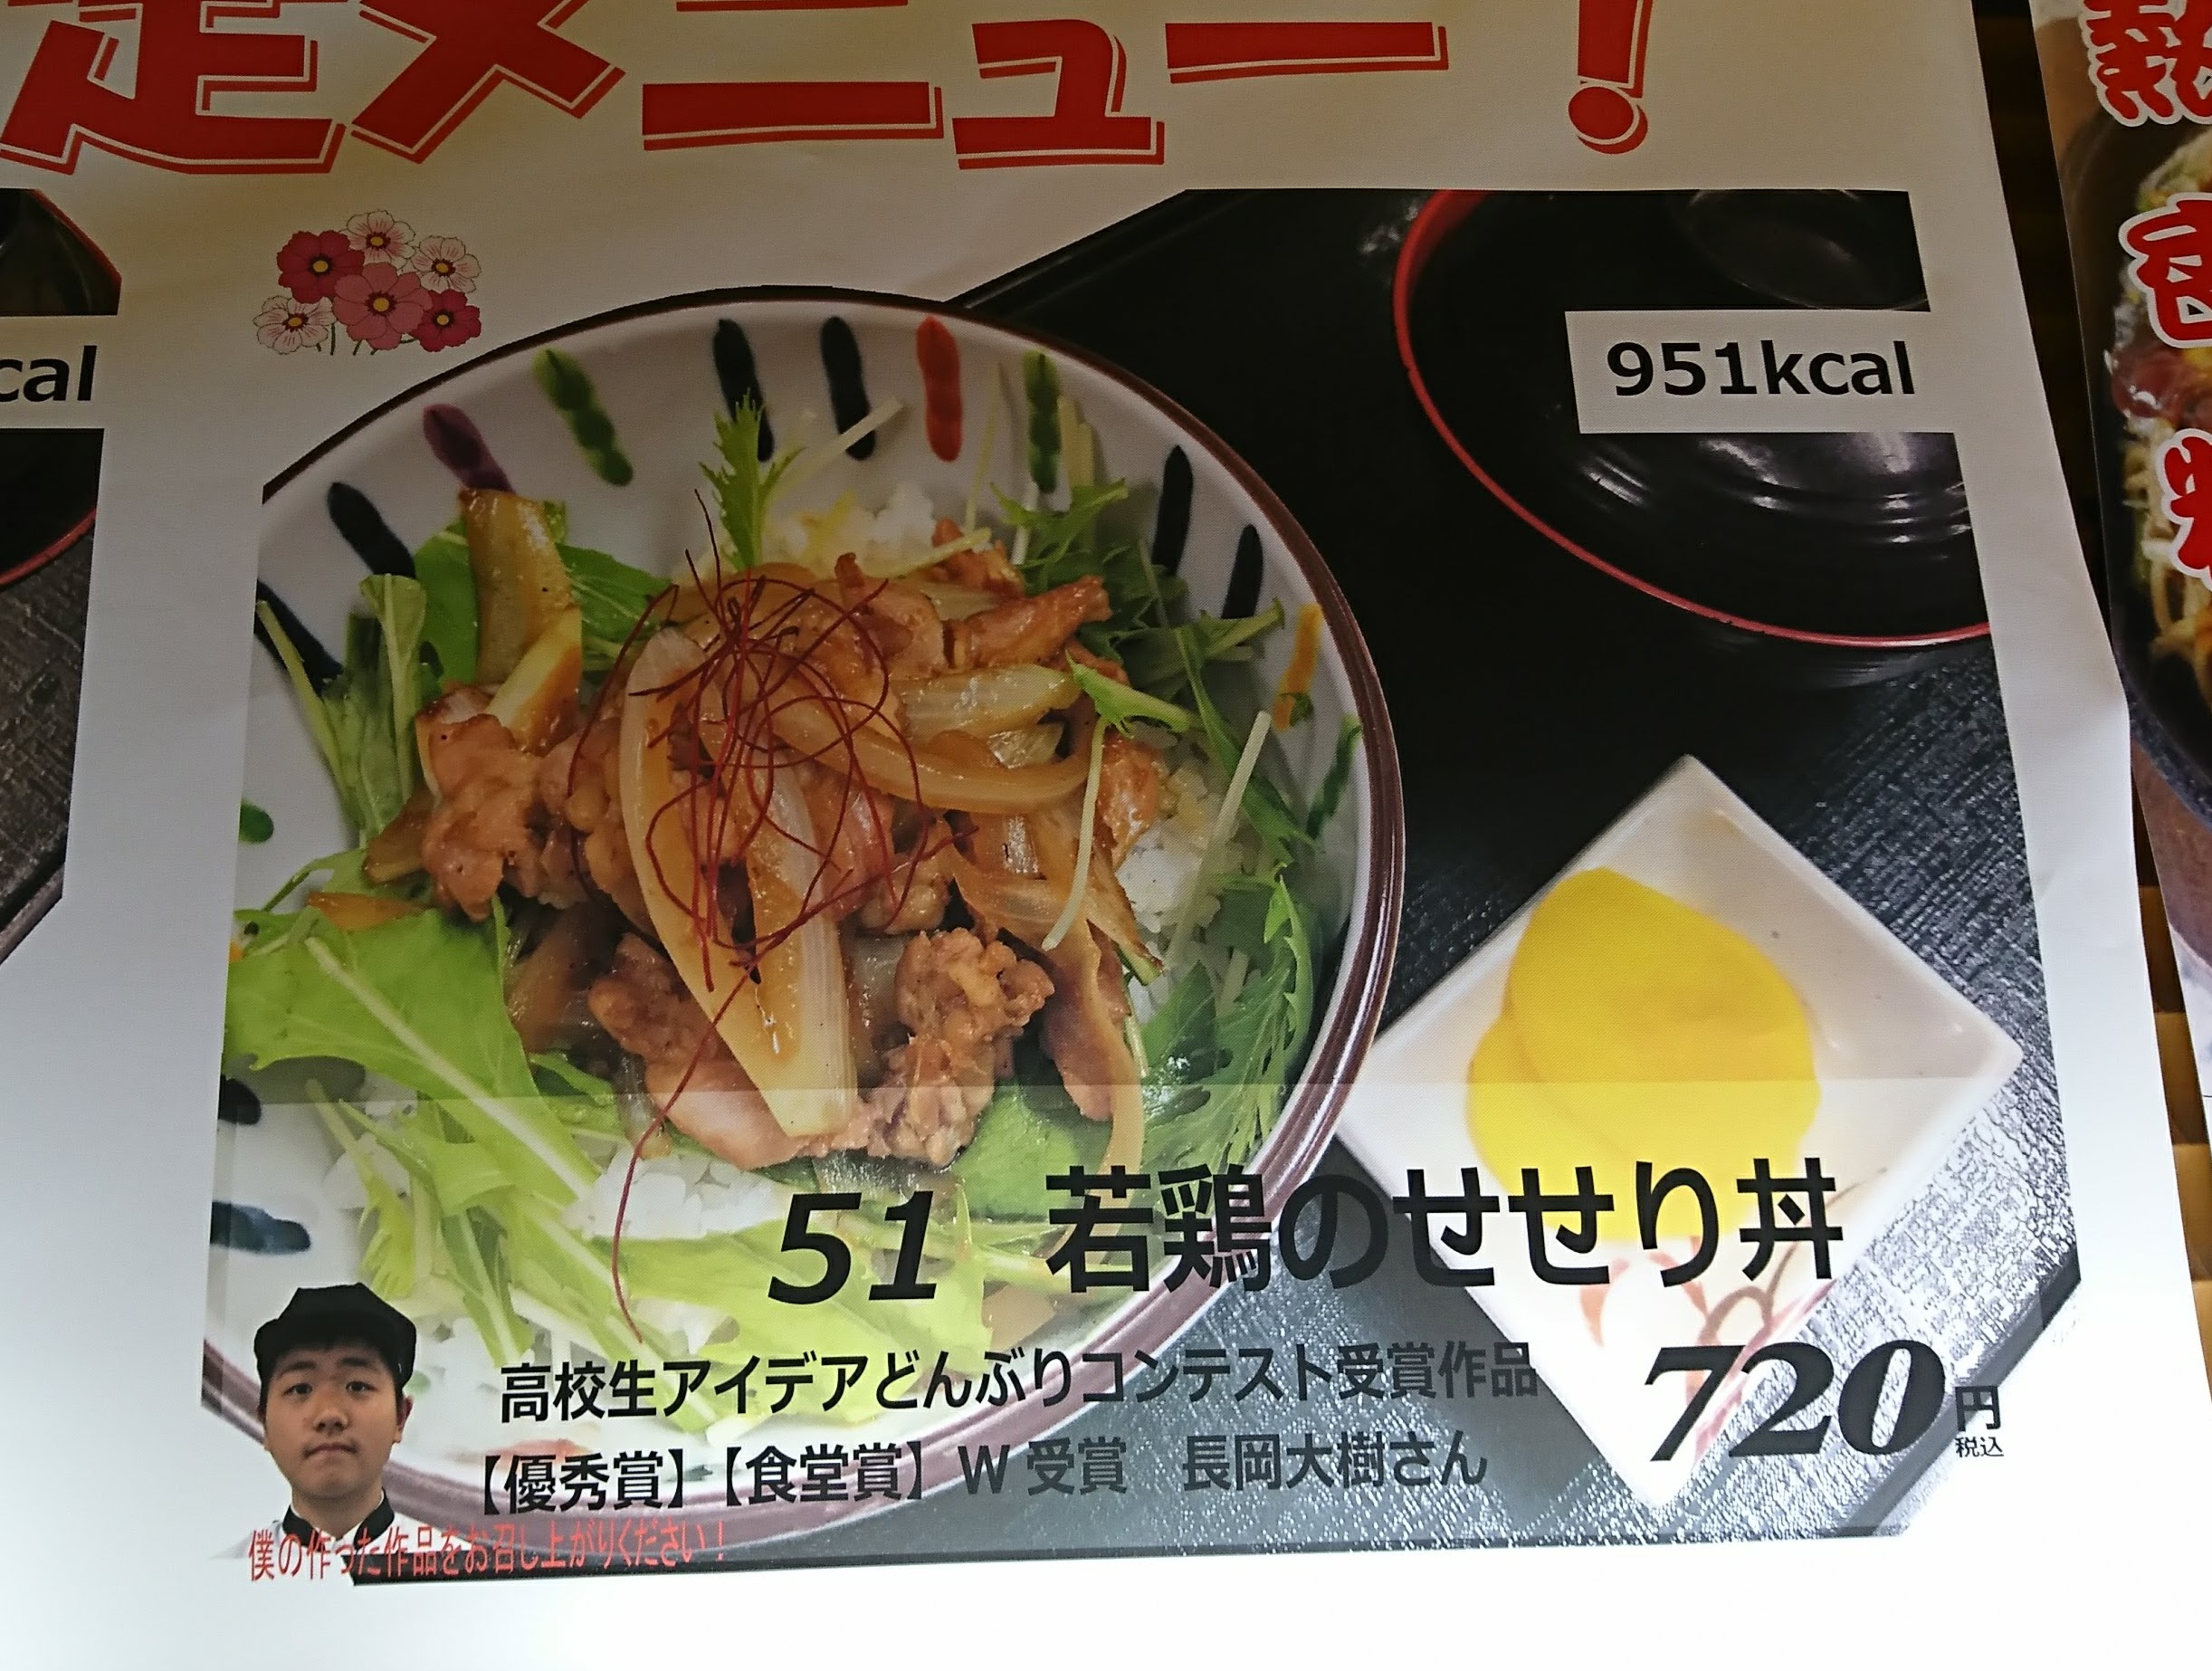 定メニュー！
cal
951kcal
51 若鶏のせせり丼
高校生アイデアどんぶりコンテスト受賞作品
【優秀賞】【食堂賞】W受賞 長岡大樹さん
720円
税込
僕の作った作品をお召し上がりください！